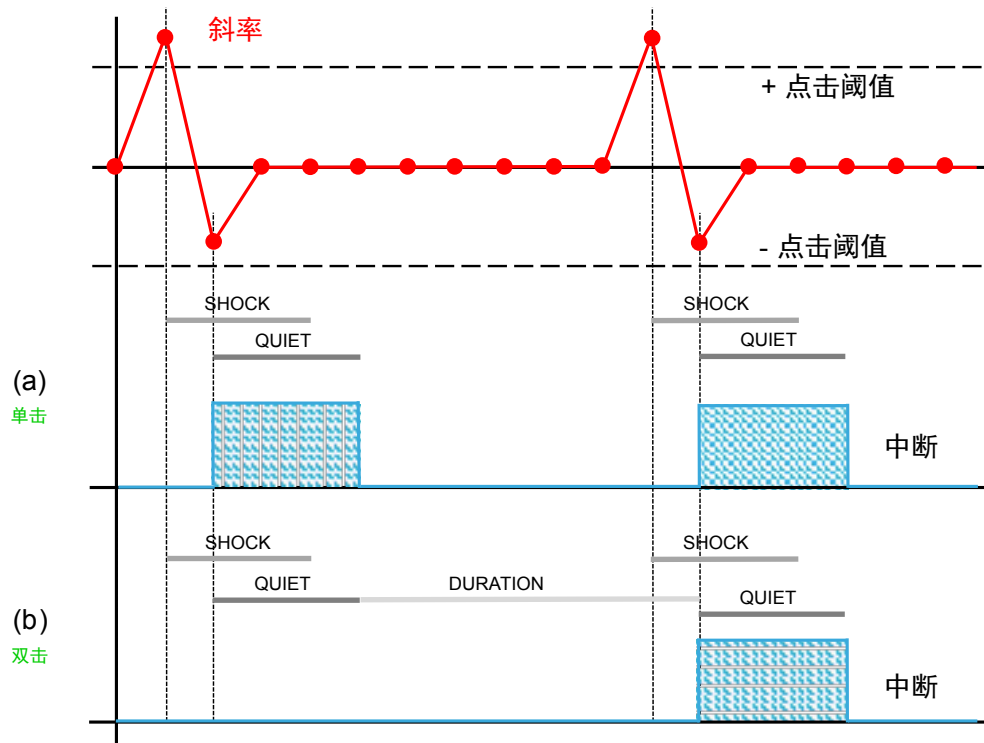 斜率
+ 点击阈值
- 点击阈值
SHOCK
SHOCK
QUIET
QUIET
(a)
单击
中断
SHOCK
SHOCK
QUIET
DURATION
QUIET
(b)
双击
中断